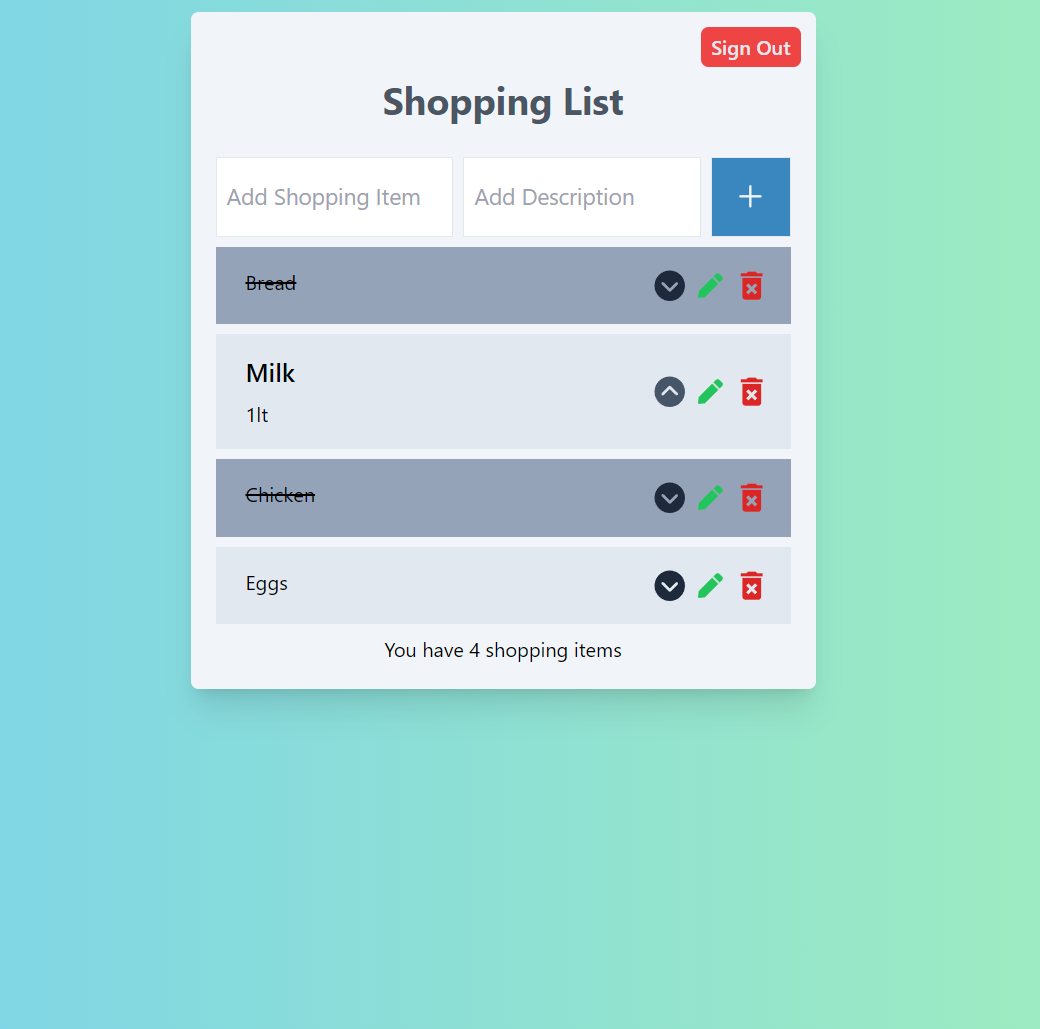 Sign Out
Shopping List
Add Shopping Item
Add Description
Bread
Milk
1lt
Chicken
Eggs
You have 4 shopping items